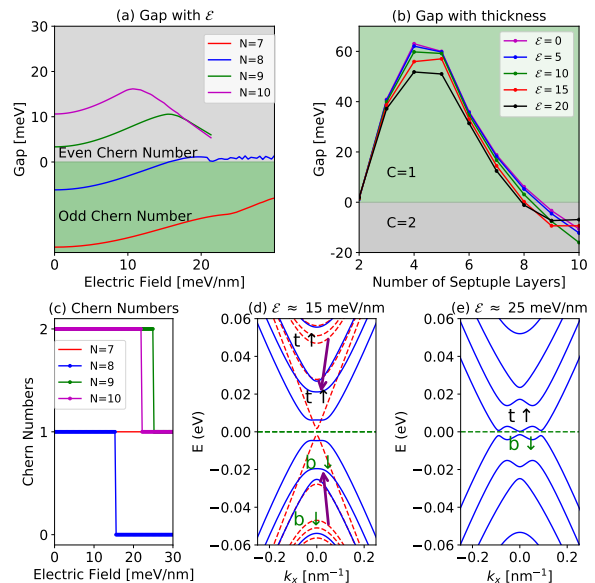 (a) Gap with ℰ
30
20
10
0
Gap [meV]
N=7
N=8
N=9
N=10
Even Chern Number
Odd Chern Number
0
20
Electric Field [meV/nm]
(b) Gap with thickness
60
40
20
0
-20
Gap [meV]
ℰ=0
ℰ=5
ℰ=10
ℰ=15
ℰ=20
C=1
C=2
2 3 4 5 6 7 8 9 10
Number of Septuple Layers
(c) Chern Numbers
2
1
0
Chern Numbers
N=7
N=8
N=9
N=10
0 10 20 30
Electric Field [meV/nm]
(d) ℰ ≈ 15 meV/nm
0.06
0.04
0.02
0.00
−0.02
−0.04
−0.06
E (eV)
t ↑
t ↑
b ↓
b ↓
−0.2 0.0 0.2
kₓ [nm⁻¹]
(e) ℰ ≈ 25 meV/nm
0.06
0.04
0.02
0.00
−0.02
−0.04
−0.06
E (eV)
t ↑
b ↓
−0.2 0.0 0.2
kₓ [nm⁻¹]